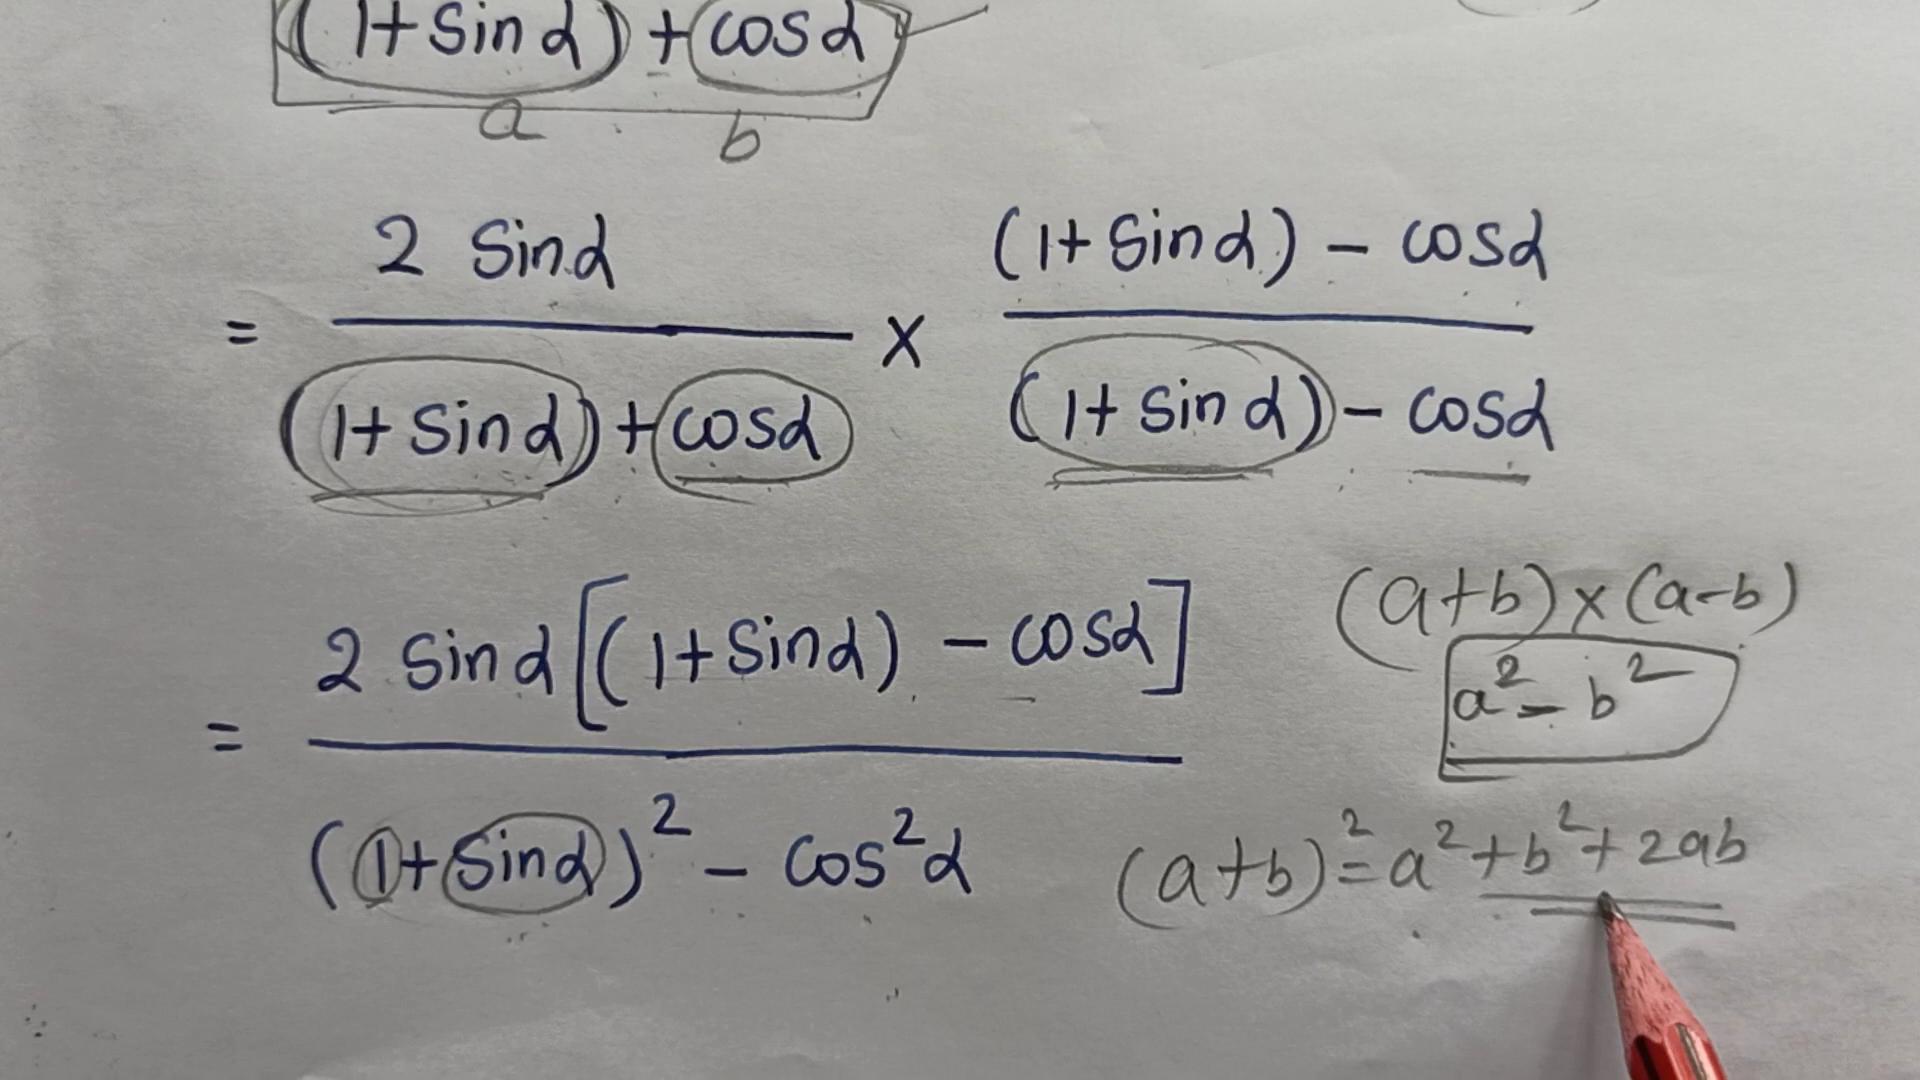 (1+Sinα) + cosα
a b
= 2 Sinα / (1+Sinα)+cosα × (1+Sinα) – cosα / (1+Sinα) – cosα
= 2 Sinα[(1+Sinα) – cosα] / (1+Sinα)² – cos²α
(a+b)×(a-b)
a² – b²
(a+b)² = a²+b²+2ab